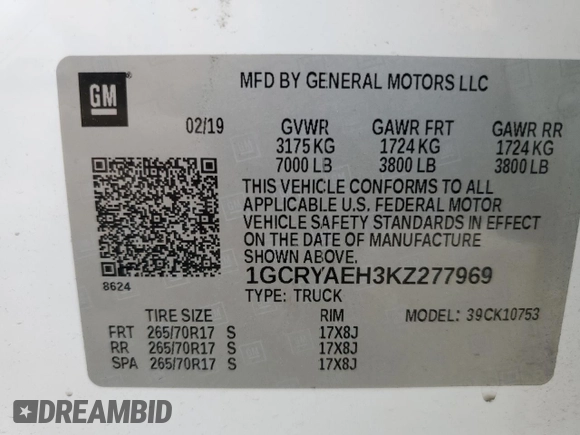 GM
MFD BY GENERAL MOTORS LLC
02/19 GVWR GAWR FRT GAWR RR
3175 KG 1724 KG 1724 KG
7000 LB 3800 LB 3800 LB
THIS VEHICLE CONFORMS TO ALL
APPLICABLE U.S. FEDERAL MOTOR
VEHICLE SAFETY STANDARDS IN EFFECT
ON THE DATE OF MANUFACTURE
SHOWN ABOVE.
8624
1GCRYAEH3KZ277969
TYPE: TRUCK
TIRE SIZE RIM MODEL: 39CK10753
FRT 265/70R17 S 17X8J
RR 265/70R17 S 17X8J
SPA 265/70R17 S 17X8J
DREAMBID